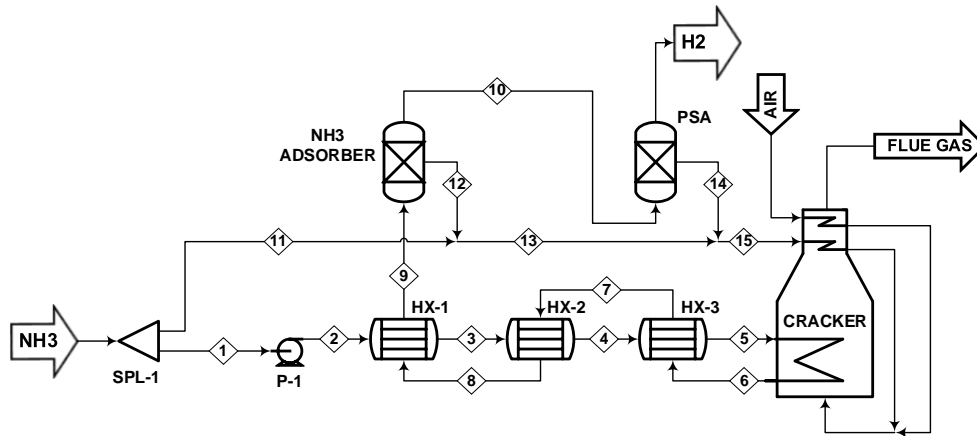 H2
10
AIR
PSA
NH3
ADSORBER
FLUE GAS
12
14
11
13
15
9
7
HX-1
HX-2
HX-3
CRACKER
NH3
1
2
3
4
5
SPL-1
P-1
8
6